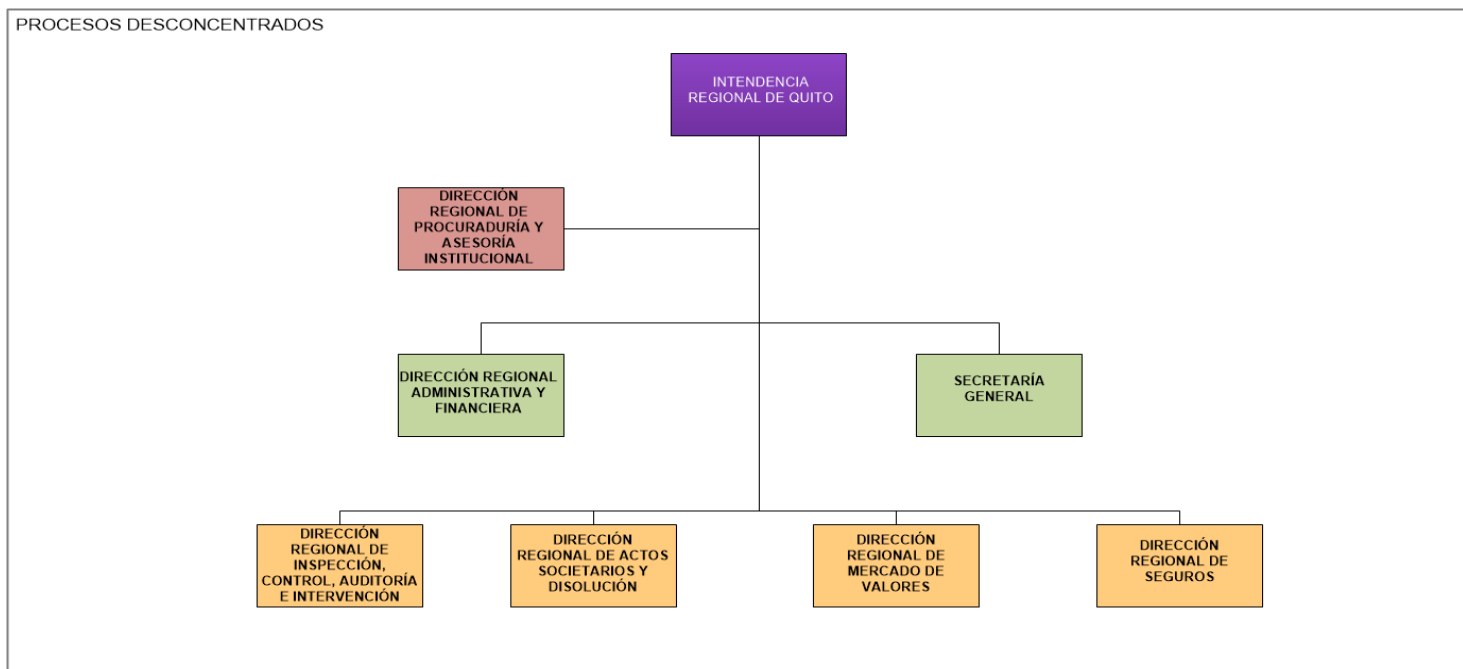 PROCESOS DESCONCENTRADOS
INTENDENCIA
REGIONAL DE QUITO
DIRECCIÓN
REGIONAL DE
PROCURADURÍA Y
ASESORÍA
INSTITUCIONAL
DIRECCIÓN REGIONAL
ADMINISTRATIVA Y
FINANCIERA
SECRETARÍA
GENERAL
DIRECCIÓN
REGIONAL DE
INSPECCIÓN,
CONTROL, AUDITORÍA
E INTERVENCIÓN
DIRECCIÓN
REGIONAL DE ACTOS
SOCIETARIOS Y
DISOLUCIÓN
DIRECCIÓN
REGIONAL DE
MERCADO DE
VALORES
DIRECCIÓN
REGIONAL DE
SEGUROS